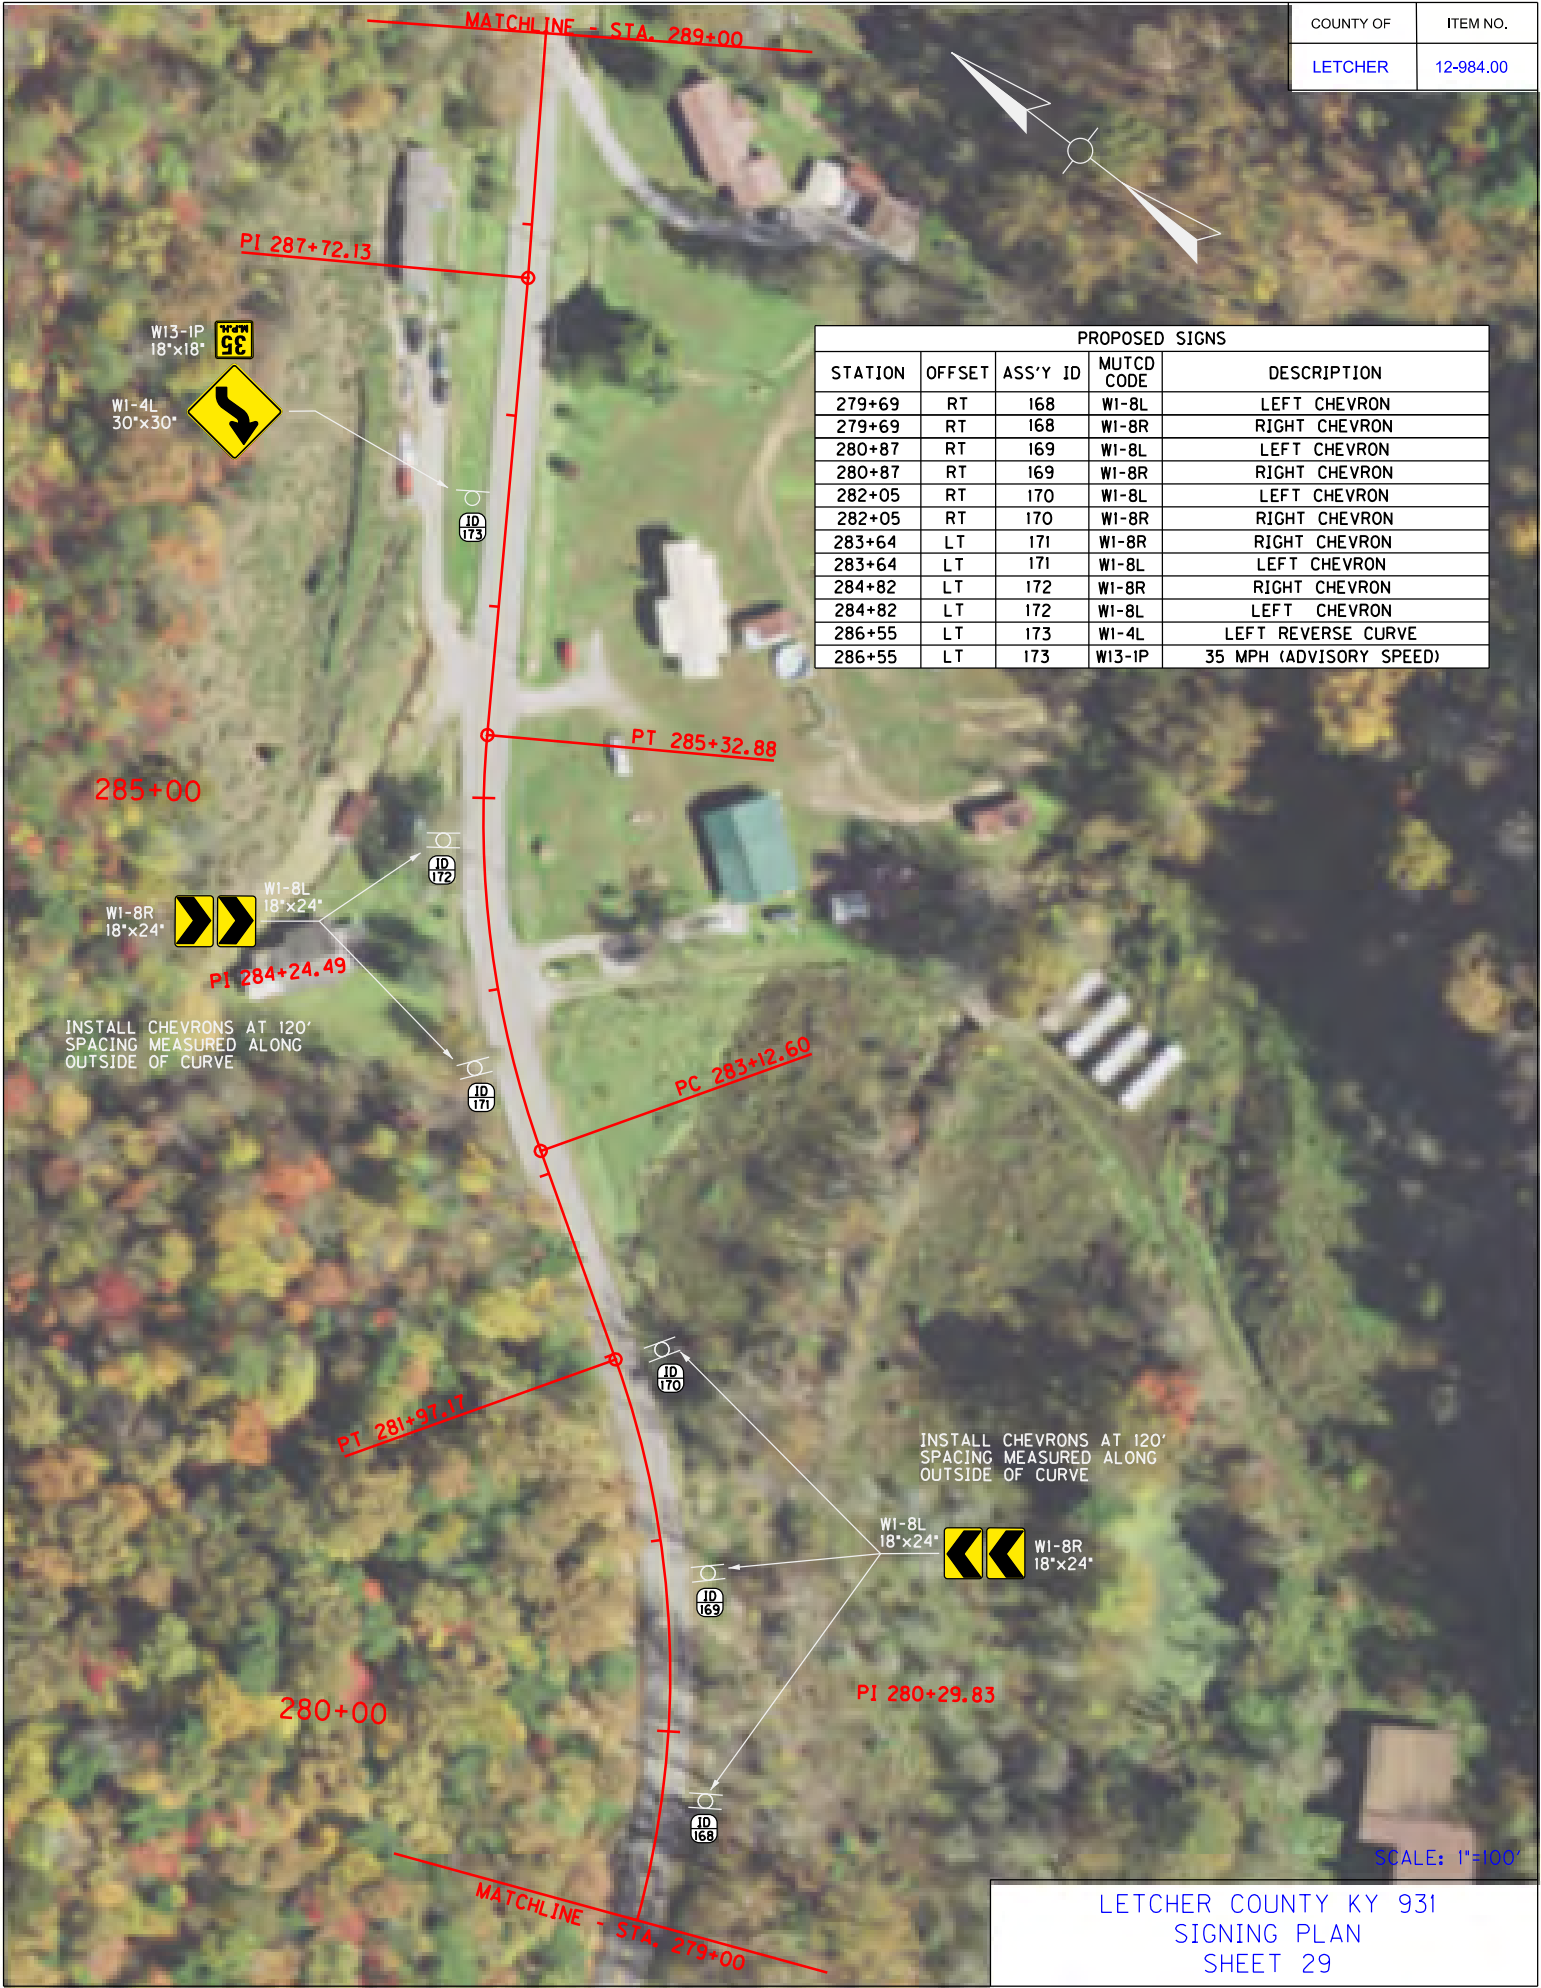 MATCHLINE - STA. 289+00
COUNTY OF ITEM NO.
LETCHER 12-984.00
PI 287+72.13
W13-1P
18"x18"
35
M.P.H.
W1-4L
30"x30"
ID
173
PROPOSED SIGNS
STATION OFFSET ASS'Y ID MUTCD CODE DESCRIPTION
279+69 RT 168 W1-8L LEFT CHEVRON
279+69 RT 168 W1-8R RIGHT CHEVRON
280+87 RT 169 W1-8L LEFT CHEVRON
280+87 RT 169 W1-8R RIGHT CHEVRON
282+05 RT 170 W1-8L LEFT CHEVRON
282+05 RT 170 W1-8R RIGHT CHEVRON
283+64 LT 171 W1-8R RIGHT CHEVRON
283+64 LT 171 W1-8L LEFT CHEVRON
284+82 LT 172 W1-8R RIGHT CHEVRON
284+82 LT 172 W1-8L LEFT CHEVRON
286+55 LT 173 W1-4L LEFT REVERSE CURVE
286+55 LT 173 W13-1P 35 MPH (ADVISORY SPEED)
PT 285+32.88
285+00
ID
172
W1-8L
18"x24"
W1-8R
18"x24"
PI 284+24.49
INSTALL CHEVRONS AT 120'
SPACING MEASURED ALONG
OUTSIDE OF CURVE
ID
171
PC 283+12.60
ID
170
PT 281+97.17
INSTALL CHEVRONS AT 120'
SPACING MEASURED ALONG
OUTSIDE OF CURVE
W1-8L
18"x24"
W1-8R
18"x24"
ID
169
PI 280+29.83
280+00
ID
168
MATCHLINE - STA. 279+00
SCALE: 1"=100'
LETCHER COUNTY KY 931
SIGNING PLAN
SHEET 29